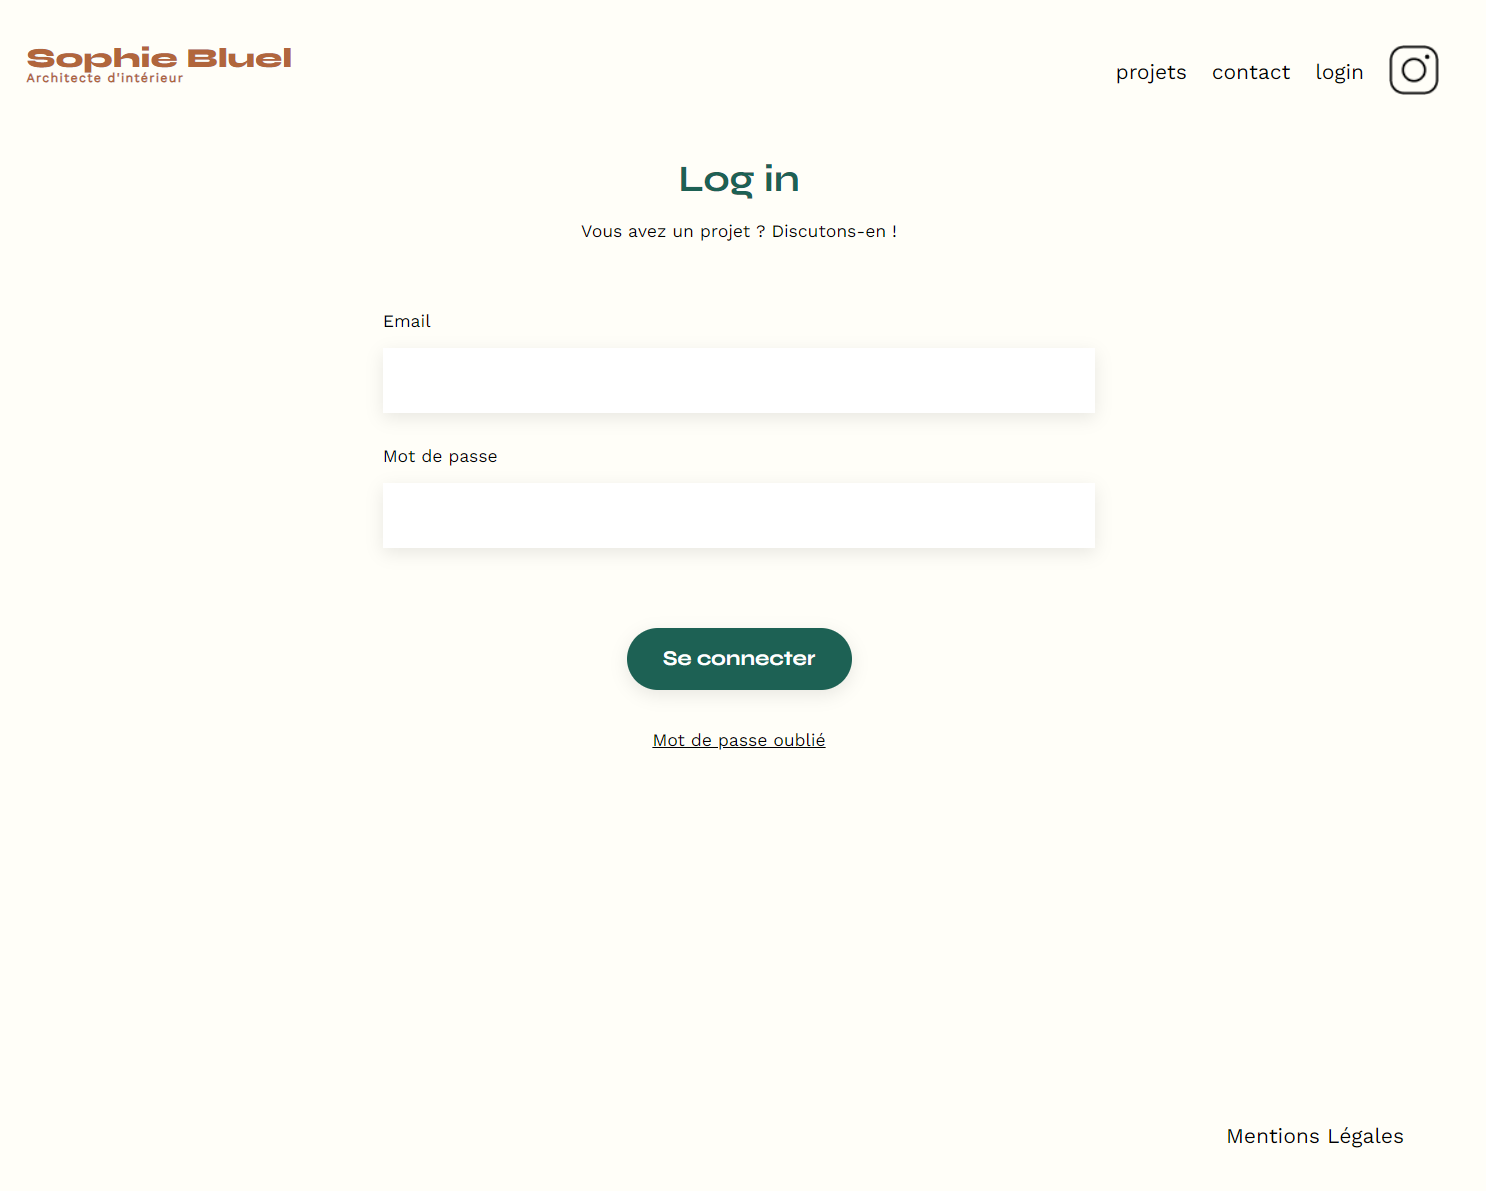 Sophie Bluel
Architecte d'intérieur
projets contact login
Log in
Vous avez un projet ? Discutons-en !
Email
Mot de passe
Se connecter
Mot de passe oublié
Mentions Légales